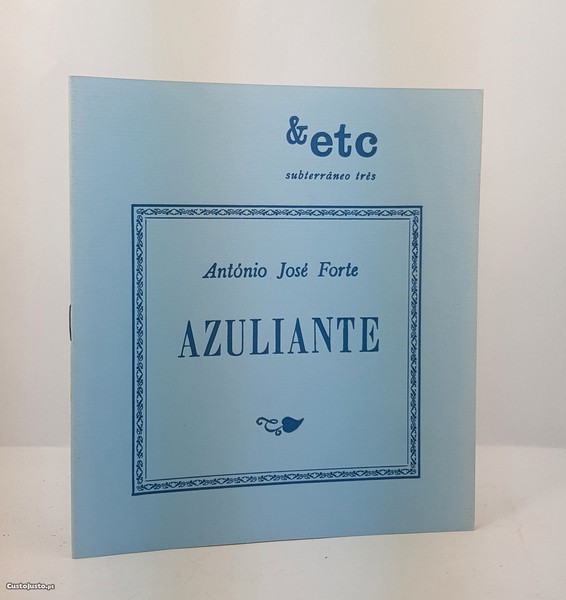 &etc
subterrâneo três
António José Forte
AZULIANTE
CustoJusto.pt